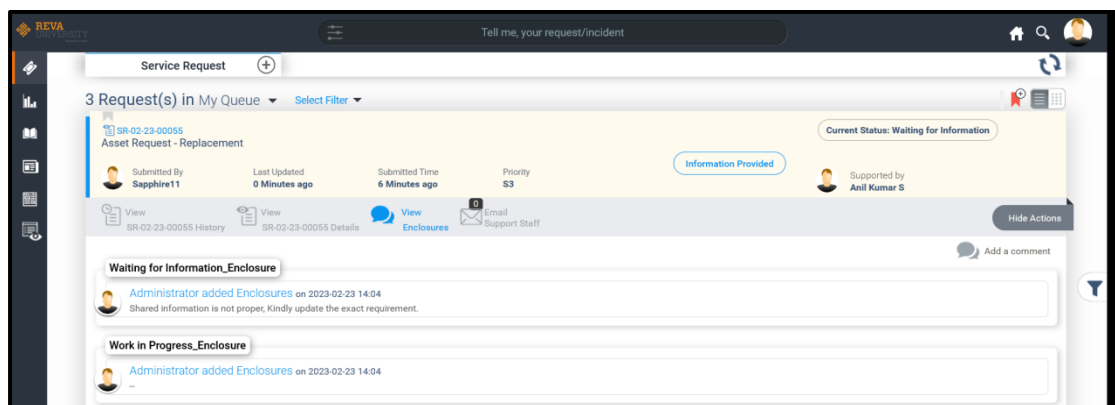 REVA
UNIVERSITY
Tell me, your request/incident
Service Request
3 Request(s) in My Queue
Select Filter
SR-02-23-00055
Asset Request - Replacement
Current Status: Waiting for Information
Submitted By
Sapphire11
Last Updated
0 Minutes ago
Submitted Time
6 Minutes ago
Priority
S3
Information Provided
Supported by
Anil Kumar S
View
SR-02-23-00055 History
View
SR-02-23-00055 Details
View
Enclosures
0
Email
Support Staff
Hide Actions
Add a comment
Waiting for Information_Enclosure
Administrator added Enclosures on 2023-02-23 14:04
Shared information is not proper, Kindly update the exact requirement.
Work in Progress_Enclosure
Administrator added Enclosures on 2023-02-23 14:04
--